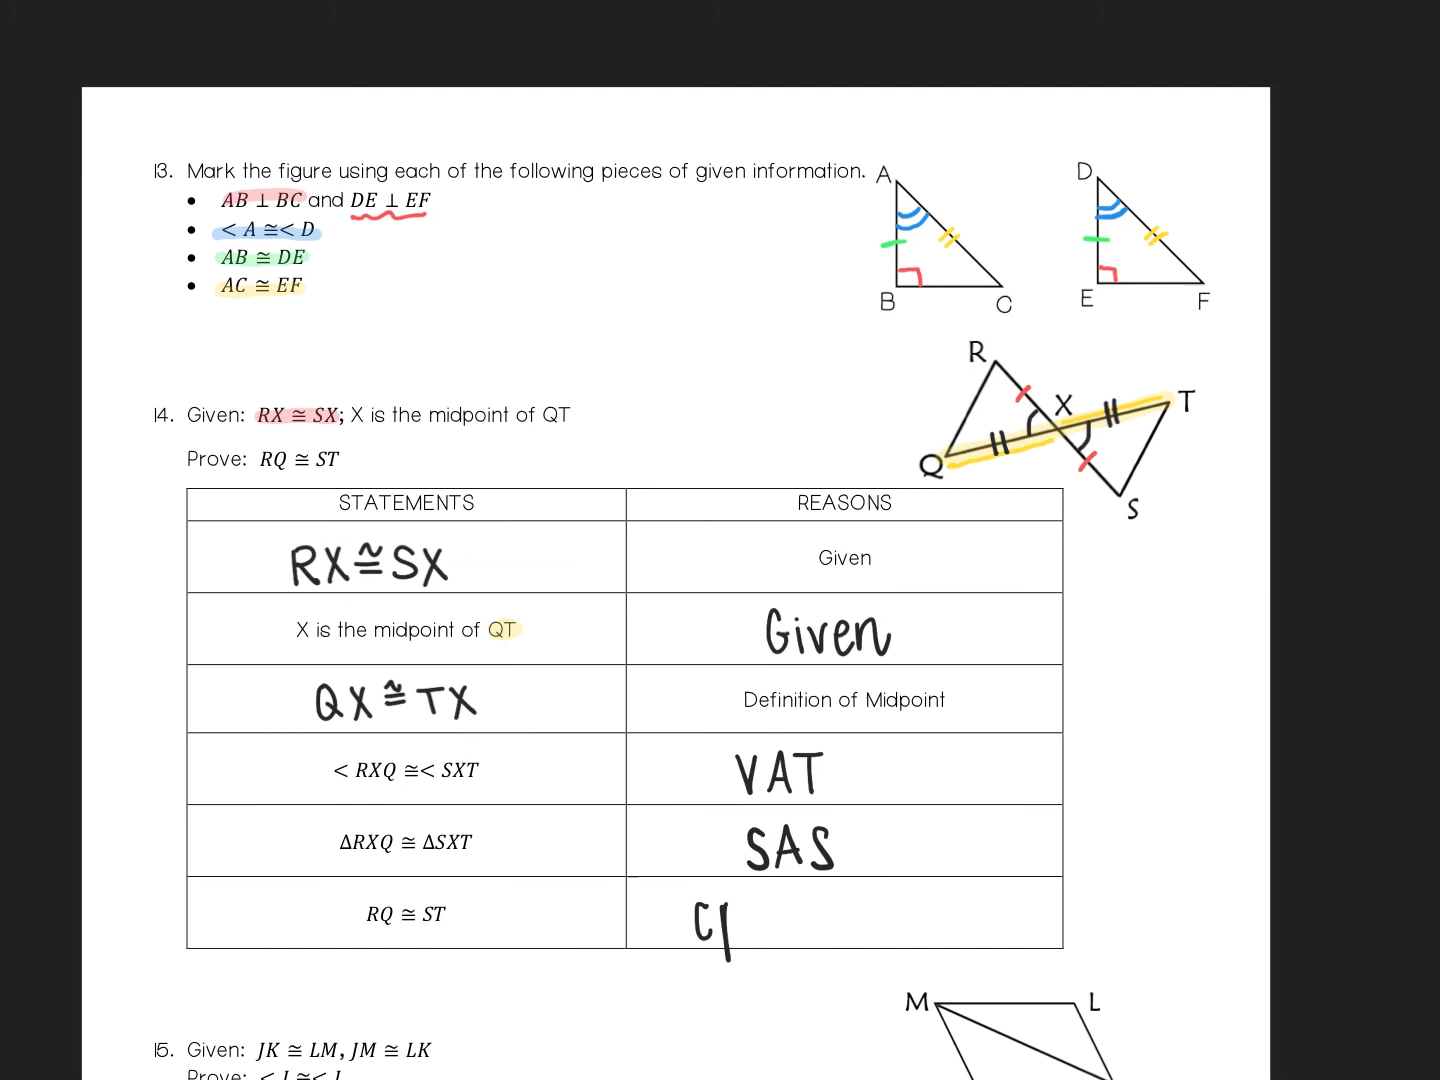 13. Mark the figure using each of the following pieces of given information.
• AB ⊥ BC and DE ⊥ EF
• < A ≅< D
• AB ≅ DE
• AC ≅ EF
A
B
C
D
E
F
14. Given: RX ≅ SX; X is the midpoint of QT
Prove: RQ ≅ ST
R
X
T
Q
S
STATEMENTS REASONS
RX ≅ SX Given
X is the midpoint of QT Given
QX ≅ TX Definition of Midpoint
< RXQ ≅< SXT VAT
ΔRXQ ≅ ΔSXT SAS
RQ ≅ ST
M L
15. Given: JK ≅ LM, JM ≅ LK
Prove: